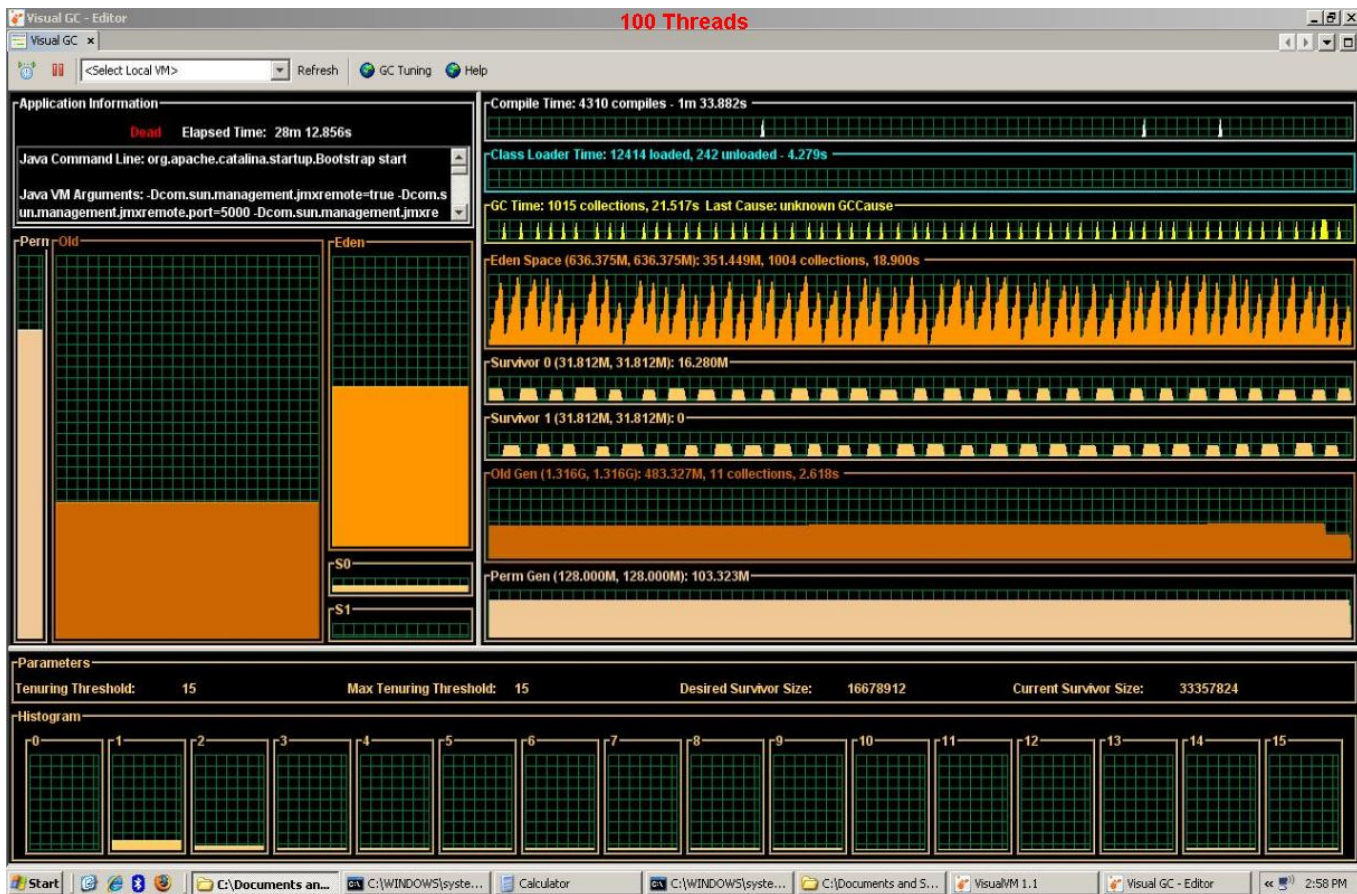 Visual GC - Editor
100 Threads
Visual GC x
<Select Local VM> Refresh GC Tuning Help
Application Information
Dead Elapsed Time: 28m 12.856s
Java Command Line: org.apache.catalina.startup.Bootstrap start
Java VM Arguments: -Dcom.sun.management.jmxremote=true -Dcom.s
un.management.jmxremote.port=5000 -Dcom.sun.management.jmxre
Perm Old Eden
S0
S1
Compile Time: 4310 compiles - 1m 33.882s
Class Loader Time: 12414 loaded, 242 unloaded - 4.279s
GC Time: 1015 collections, 21.517s Last Cause: unknown GCCause
Eden Space (636.375M, 636.375M): 351.449M, 1004 collections, 18.900s
Survivor 0 (31.812M, 31.812M): 16.280M
Survivor 1 (31.812M, 31.812M): 0
Old Gen (1.316G, 1.316G): 483.327M, 11 collections, 2.618s
Perm Gen (128.000M, 128.000M): 103.323M
Parameters
Tenuring Threshold: 15 Max Tenuring Threshold: 15 Desired Survivor Size: 16678912 Current Survivor Size: 33357824
Histogram
0 1 2 3 4 5 6 7 8 9 10 11 12 13 14 15
Start C:\Documents an... C:\WINDOWS\syste... Calculator C:\WINDOWS\syste... C:\Documents and S... VisualVM 1.1 Visual GC - Editor « 2:58 PM